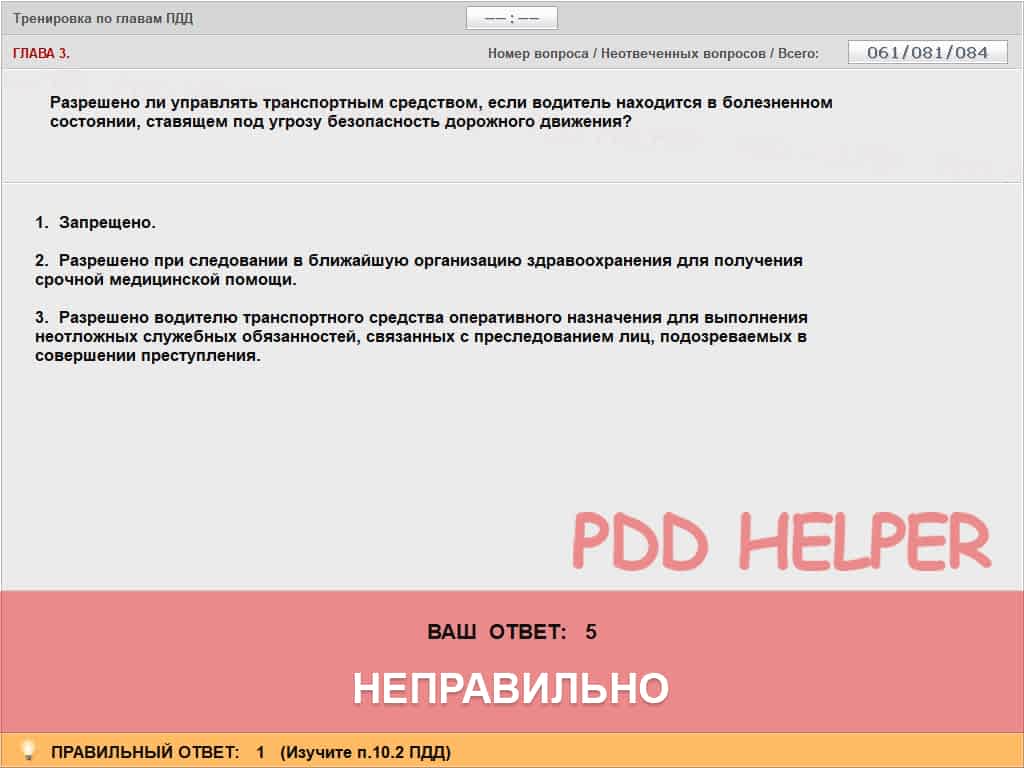 Тренировка по главам ПДД
—— : ——
ГЛАВА 3.
Номер вопроса / Неотвеченных вопросов / Всего:
061/081/084
Разрешено ли управлять транспортным средством, если водитель находится в болезненном
состоянии, ставящем под угрозу безопасность дорожного движения?
1. Запрещено.
2. Разрешено при следовании в ближайшую организацию здравоохранения для получения
срочной медицинской помощи.
3. Разрешено водителю транспортного средства оперативного назначения для выполнения
неотложных служебных обязанностей, связанных с преследованием лиц, подозреваемых в
совершении преступления.
PDD HELPER
ВАШ ОТВЕТ: 5
НЕПРАВИЛЬНО
ПРАВИЛЬНЫЙ ОТВЕТ: 1 (Изучите п.10.2 ПДД)